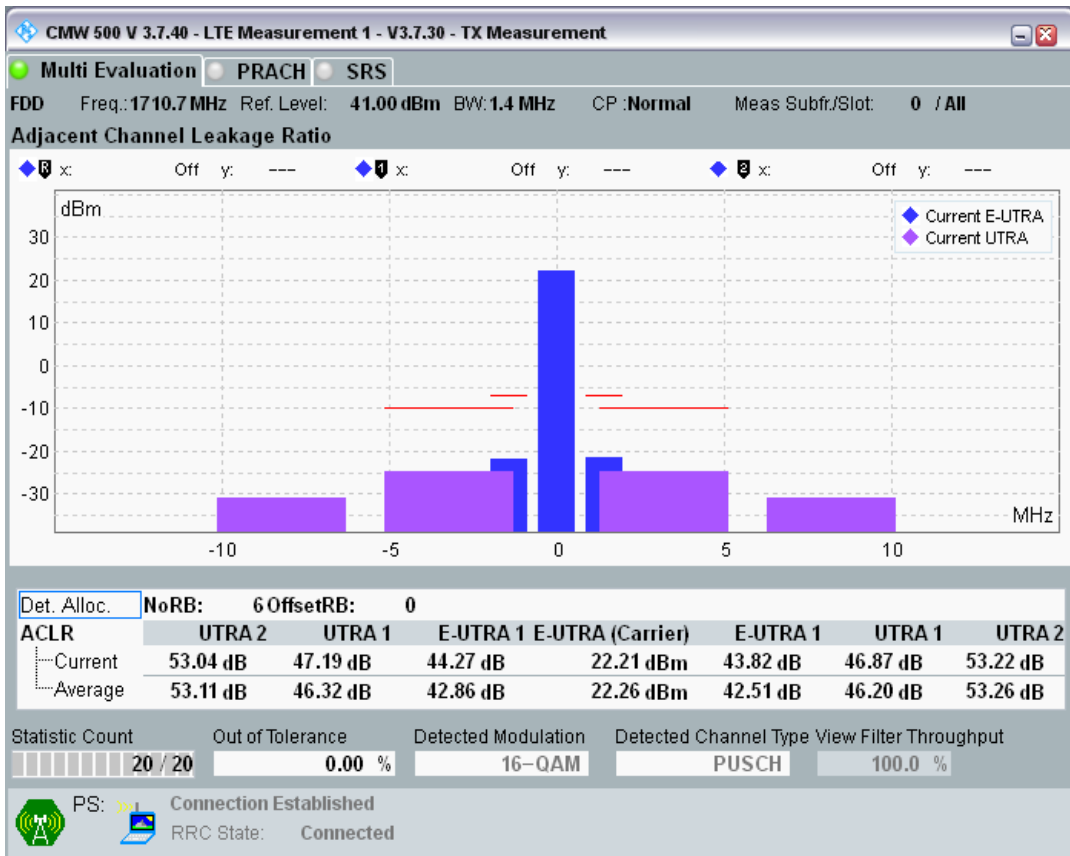 CMW 500 V 3.7.40 - LTE Measurement 1 - V3.7.30 - TX Measurement
Multi Evaluation PRACH SRS
FDD Freq.: 1710.7 MHz Ref. Level: 41.00 dBm BW: 1.4 MHz CP : Normal Meas Subfr./Slot: 0 / All
Adjacent Channel Leakage Ratio
R x: Off y: --- 1 x: Off y: --- 2 x: Off y: ---
dBm
Current E-UTRA
Current UTRA
30
20
10
0
-10
-20
-30
MHz
-10 -5 0 5 10
Det. Alloc. NoRB: 6 OffsetRB: 0
ACLR UTRA 2 UTRA 1 E-UTRA 1 E-UTRA (Carrier) E-UTRA 1 UTRA 1 UTRA 2
Current 53.04 dB 47.19 dB 44.27 dB 22.21 dBm 43.82 dB 46.87 dB 53.22 dB
Average 53.11 dB 46.32 dB 42.86 dB 22.26 dBm 42.51 dB 46.20 dB 53.26 dB
Statistic Count Out of Tolerance Detected Modulation Detected Channel Type View Filter Throughput
20 / 20 0.00 % 16-QAM PUSCH 100.0 %
PS: Connection Established
RRC State: Connected